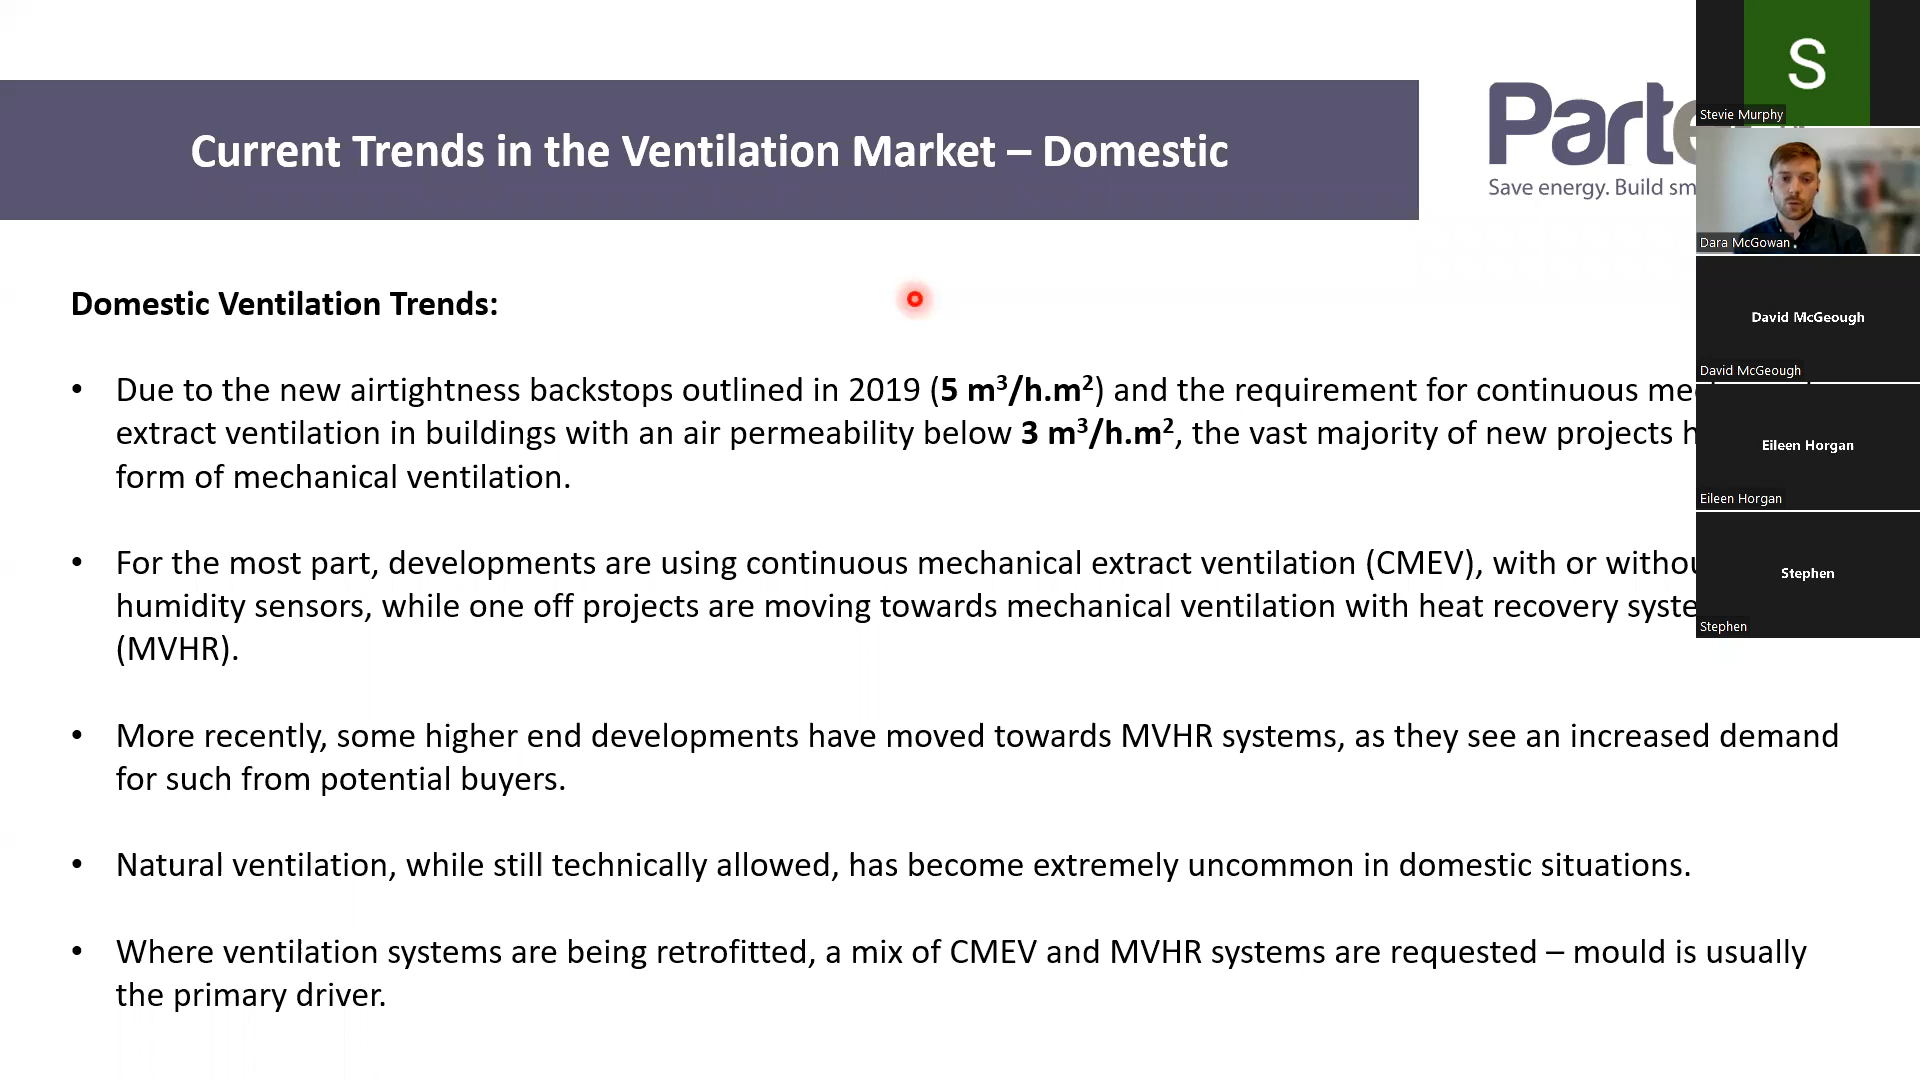 Current Trends in the Ventilation Market – Domestic
Part
Save energy. Build
Domestic Ventilation Trends:
• Due to the new airtightness backstops outlined in 2019 (5 m³/h.m²) and the requirement for continuous
extract ventilation in buildings with an air permeability below 3 m³/h.m², the vast majority of new projects
form of mechanical ventilation.
• For the most part, developments are using continuous mechanical extract ventilation (CMEV), with or
humidity sensors, while one off projects are moving towards mechanical ventilation with heat recovery
(MVHR).
• More recently, some higher end developments have moved towards MVHR systems, as they see an increased demand
for such from potential buyers.
• Natural ventilation, while still technically allowed, has become extremely uncommon in domestic situations.
• Where ventilation systems are being retrofitted, a mix of CMEV and MVHR systems are requested – mould is usually
the primary driver.
S
Stevie Murphy
Dara McGowan
David McGeough
David McGeough
Eileen Horgan
Eileen Horgan
Stephen
Stephen